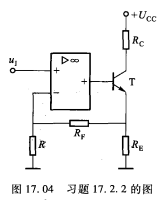 +U_CC
R_C
u_I
+
▷∞
+
−
T
R_F
R
R_E
图 17.04 习题 17.2.2 的图